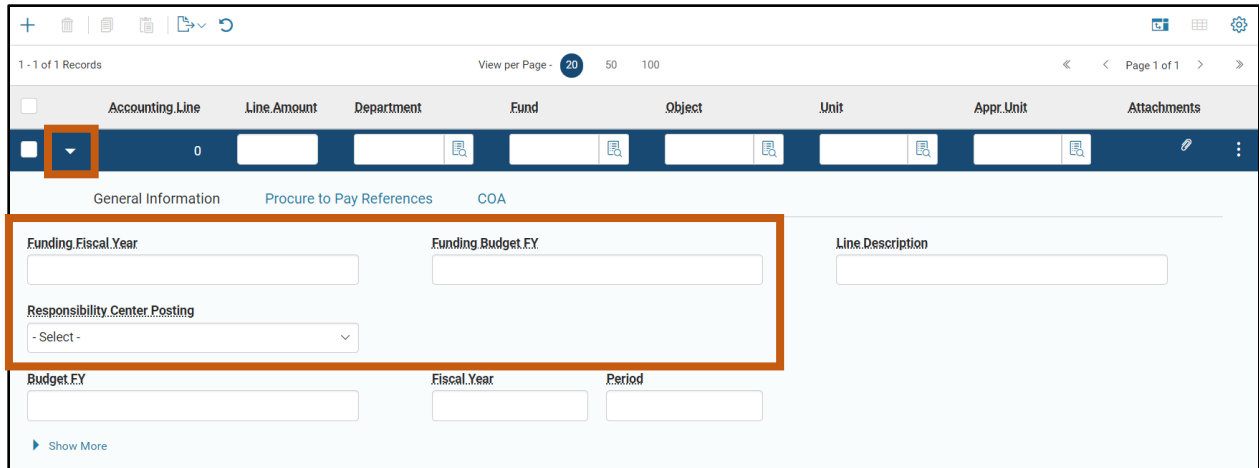 1 - 1 of 1 Records View per Page - 20 50 100 Page 1 of 1
Accounting Line Line Amount Department Fund Object Unit Appr Unit Attachments
0
General Information Procure to Pay References COA
Funding Fiscal Year Funding Budget FY Line Description
Responsibility Center Posting
- Select -
Budget FY Fiscal Year Period
Show More